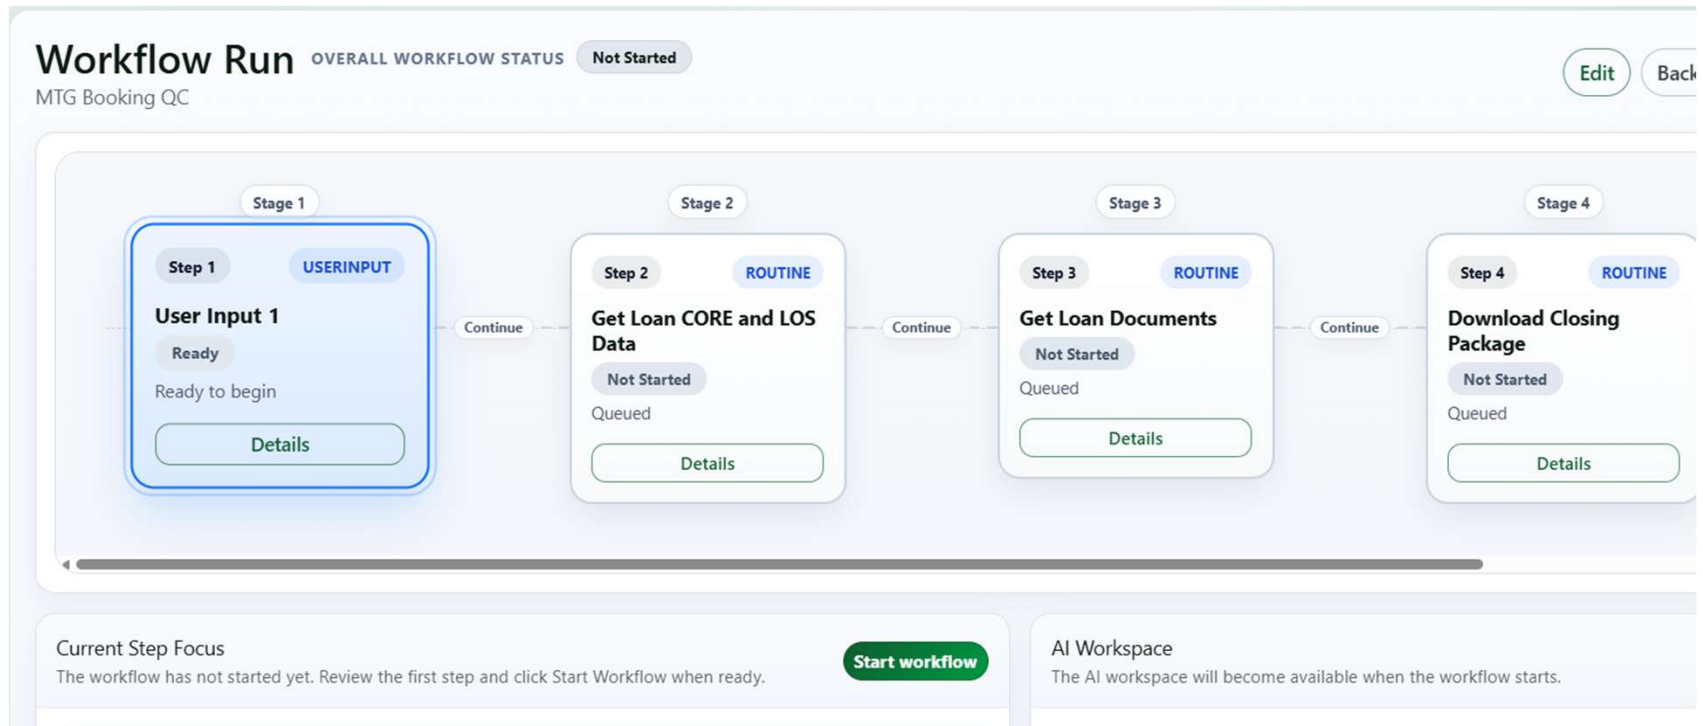 Workflow Run OVERALL WORKFLOW STATUS Not Started
MTG Booking QC
Edit Back
Stage 1
Step 1 USERINPUT
User Input 1
Ready
Ready to begin
Details
Continue
Stage 2
Step 2 ROUTINE
Get Loan CORE and LOS
Data
Not Started
Queued
Details
Continue
Stage 3
Step 3 ROUTINE
Get Loan Documents
Not Started
Queued
Details
Continue
Stage 4
Step 4 ROUTINE
Download Closing
Package
Not Started
Queued
Details
Current Step Focus
The workflow has not started yet. Review the first step and click Start Workflow when ready.
Start workflow
AI Workspace
The AI workspace will become available when the workflow starts.